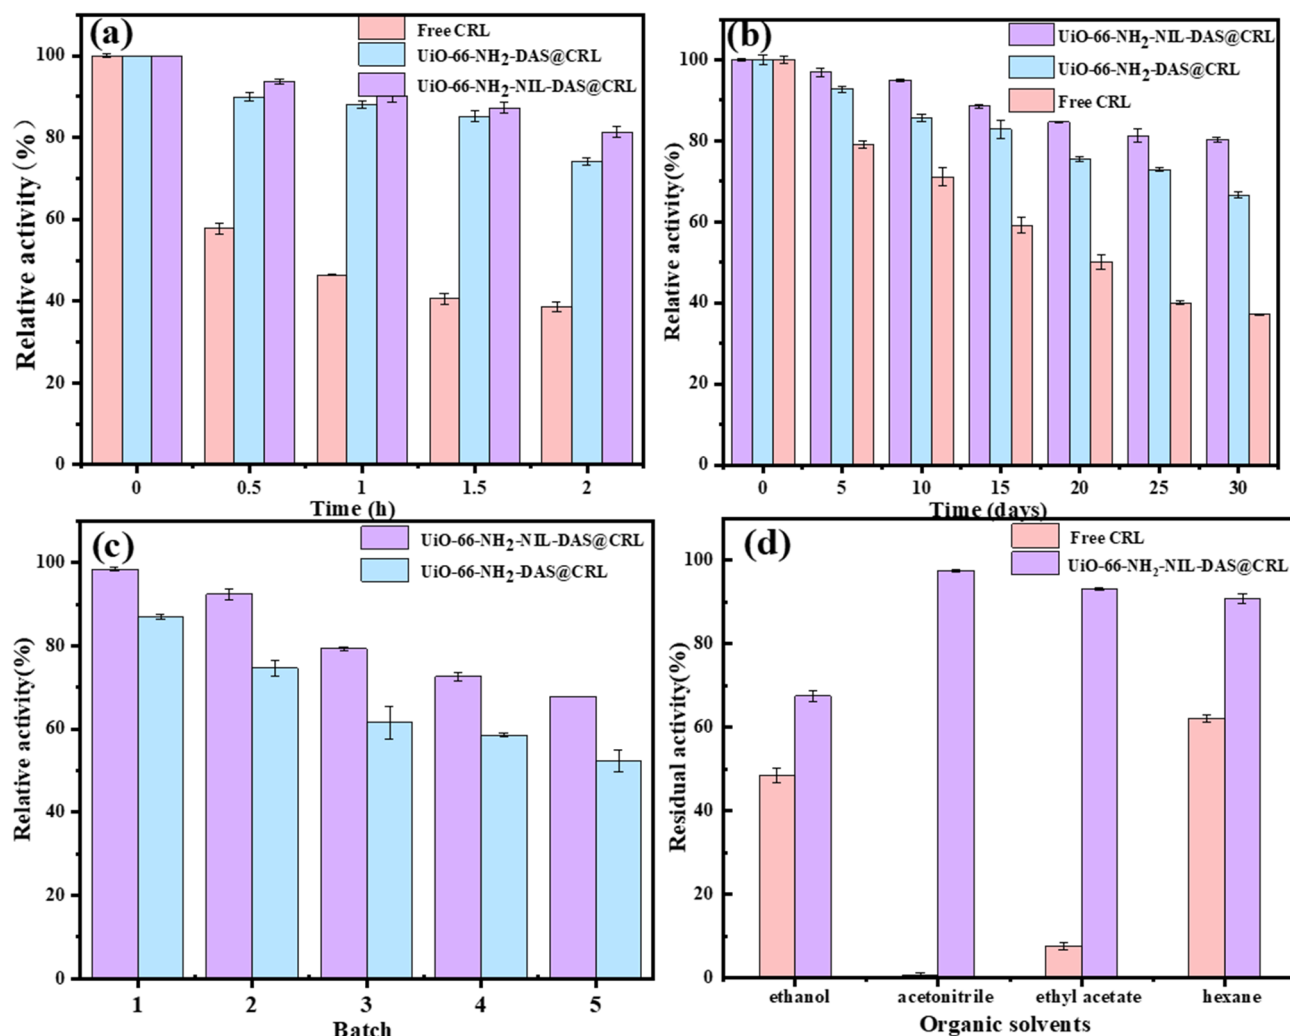 (a)
Free CRL
UiO-66-NH2-DAS@CRL
UiO-66-NH2-NIL-DAS@CRL
Relative activity (%)
100
80
60
40
20
0
0 0.5 1 1.5 2
Time (h)
(b)
UiO-66-NH2-NIL-DAS@CRL
UiO-66-NH2-DAS@CRL
Free CRL
Relative activity(%)
100
80
60
40
20
0
0 5 10 15 20 25 30
Time (days)
(c)
UiO-66-NH2-NIL-DAS@CRL
UiO-66-NH2-DAS@CRL
Relative activity(%)
100
80
60
40
20
0
1 2 3 4 5
Batch
(d)
Free CRL
UiO-66-NH2-NIL-DAS@CRL
Residual activity(%)
100
80
60
40
20
0
ethanol acetonitrile ethyl acetate hexane
Organic solvents